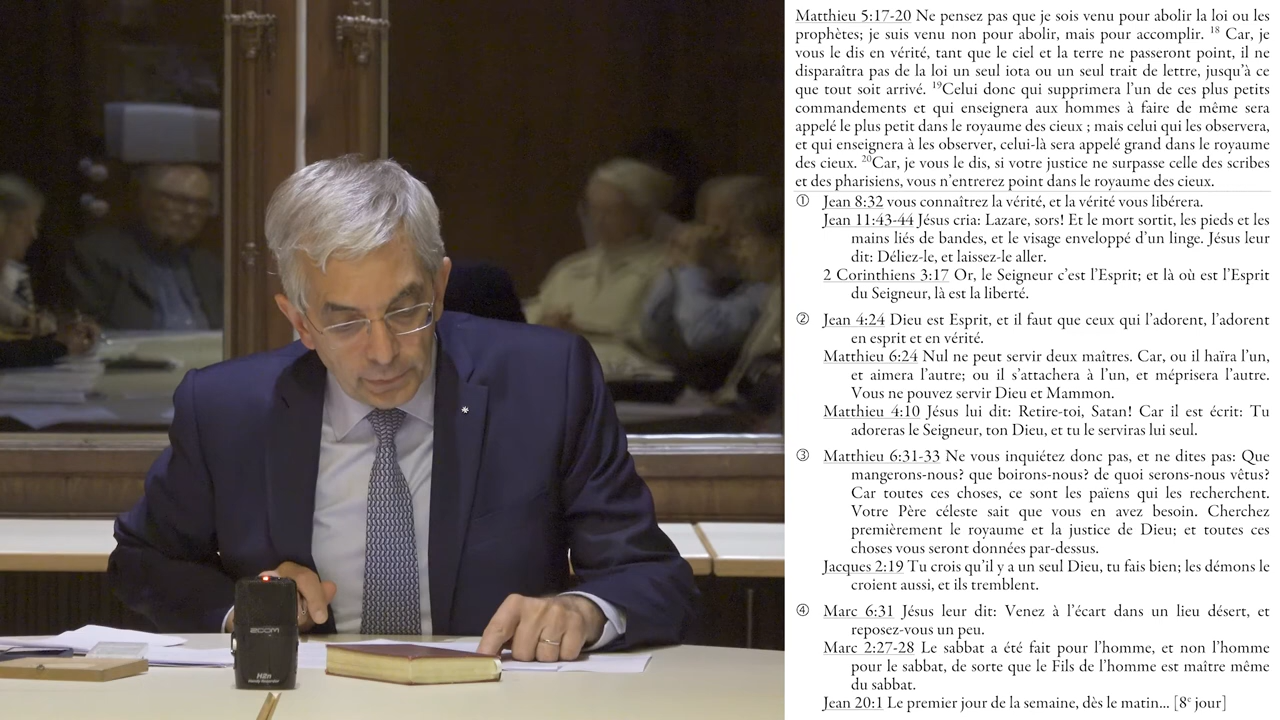 Matthieu 5:17-20 Ne pensez pas que je sois venu pour abolir la loi ou les
prophètes; je suis venu non pour abolir, mais pour accomplir. 18 Car, je
vous le dis en vérité, tant que le ciel et la terre ne passeront point, il ne
disparaîtra pas de la loi un seul iota ou un seul trait de lettre, jusqu'à ce
que tout soit arrivé. 19Celui donc qui supprimera l'un de ces plus petits
commandements et qui enseignera aux hommes à faire de même sera
appelé le plus petit dans le royaume des cieux ; mais celui qui les observera,
et qui enseignera à les observer, celui-là sera appelé grand dans le royaume
des cieux. 20Car, je vous le dis, si votre justice ne surpasse celle des scribes
et des pharisiens, vous n'entrerez point dans le royaume des cieux.
① Jean 8:32 vous connaîtrez la vérité, et la vérité vous libérera.
Jean 11:43-44 Jésus cria: Lazare, sors! Et le mort sortit, les pieds et les
mains liés de bandes, et le visage enveloppé d'un linge. Jésus leur
dit: Déliez-le, et laissez-le aller.
2 Corinthiens 3:17 Or, le Seigneur c'est l'Esprit; et là où est l'Esprit
du Seigneur, là est la liberté.
② Jean 4:24 Dieu est Esprit, et il faut que ceux qui l'adorent, l'adorent
en esprit et en vérité.
Matthieu 6:24 Nul ne peut servir deux maîtres. Car, ou il haïra l'un,
et aimera l'autre; ou il s'attachera à l'un, et méprisera l'autre.
Vous ne pouvez servir Dieu et Mammon.
Matthieu 4:10 Jésus lui dit: Retire-toi, Satan! Car il est écrit: Tu
adoreras le Seigneur, ton Dieu, et tu le serviras lui seul.
③ Matthieu 6:31-33 Ne vous inquiétez donc pas, et ne dites pas: Que
mangerons-nous? que boirons-nous? de quoi serons-nous vêtus?
Car toutes ces choses, ce sont les païens qui les recherchent.
Votre Père céleste sait que vous en avez besoin. Cherchez
premièrement le royaume et la justice de Dieu; et toutes ces
choses vous seront données par-dessus.
Jacques 2:19 Tu crois qu'il y a un seul Dieu, tu fais bien; les démons le
croient aussi, et ils tremblent.
④ Marc 6:31 Jésus leur dit: Venez à l'écart dans un lieu désert, et
reposez-vous un peu.
Marc 2:27-28 Le sabbat a été fait pour l'homme, et non l'homme
pour le sabbat, de sorte que le Fils de l'homme est maître même
du sabbat.
Jean 20:1 Le premier jour de la semaine, dès le matin... [8e jour]
ZOOM
H2n